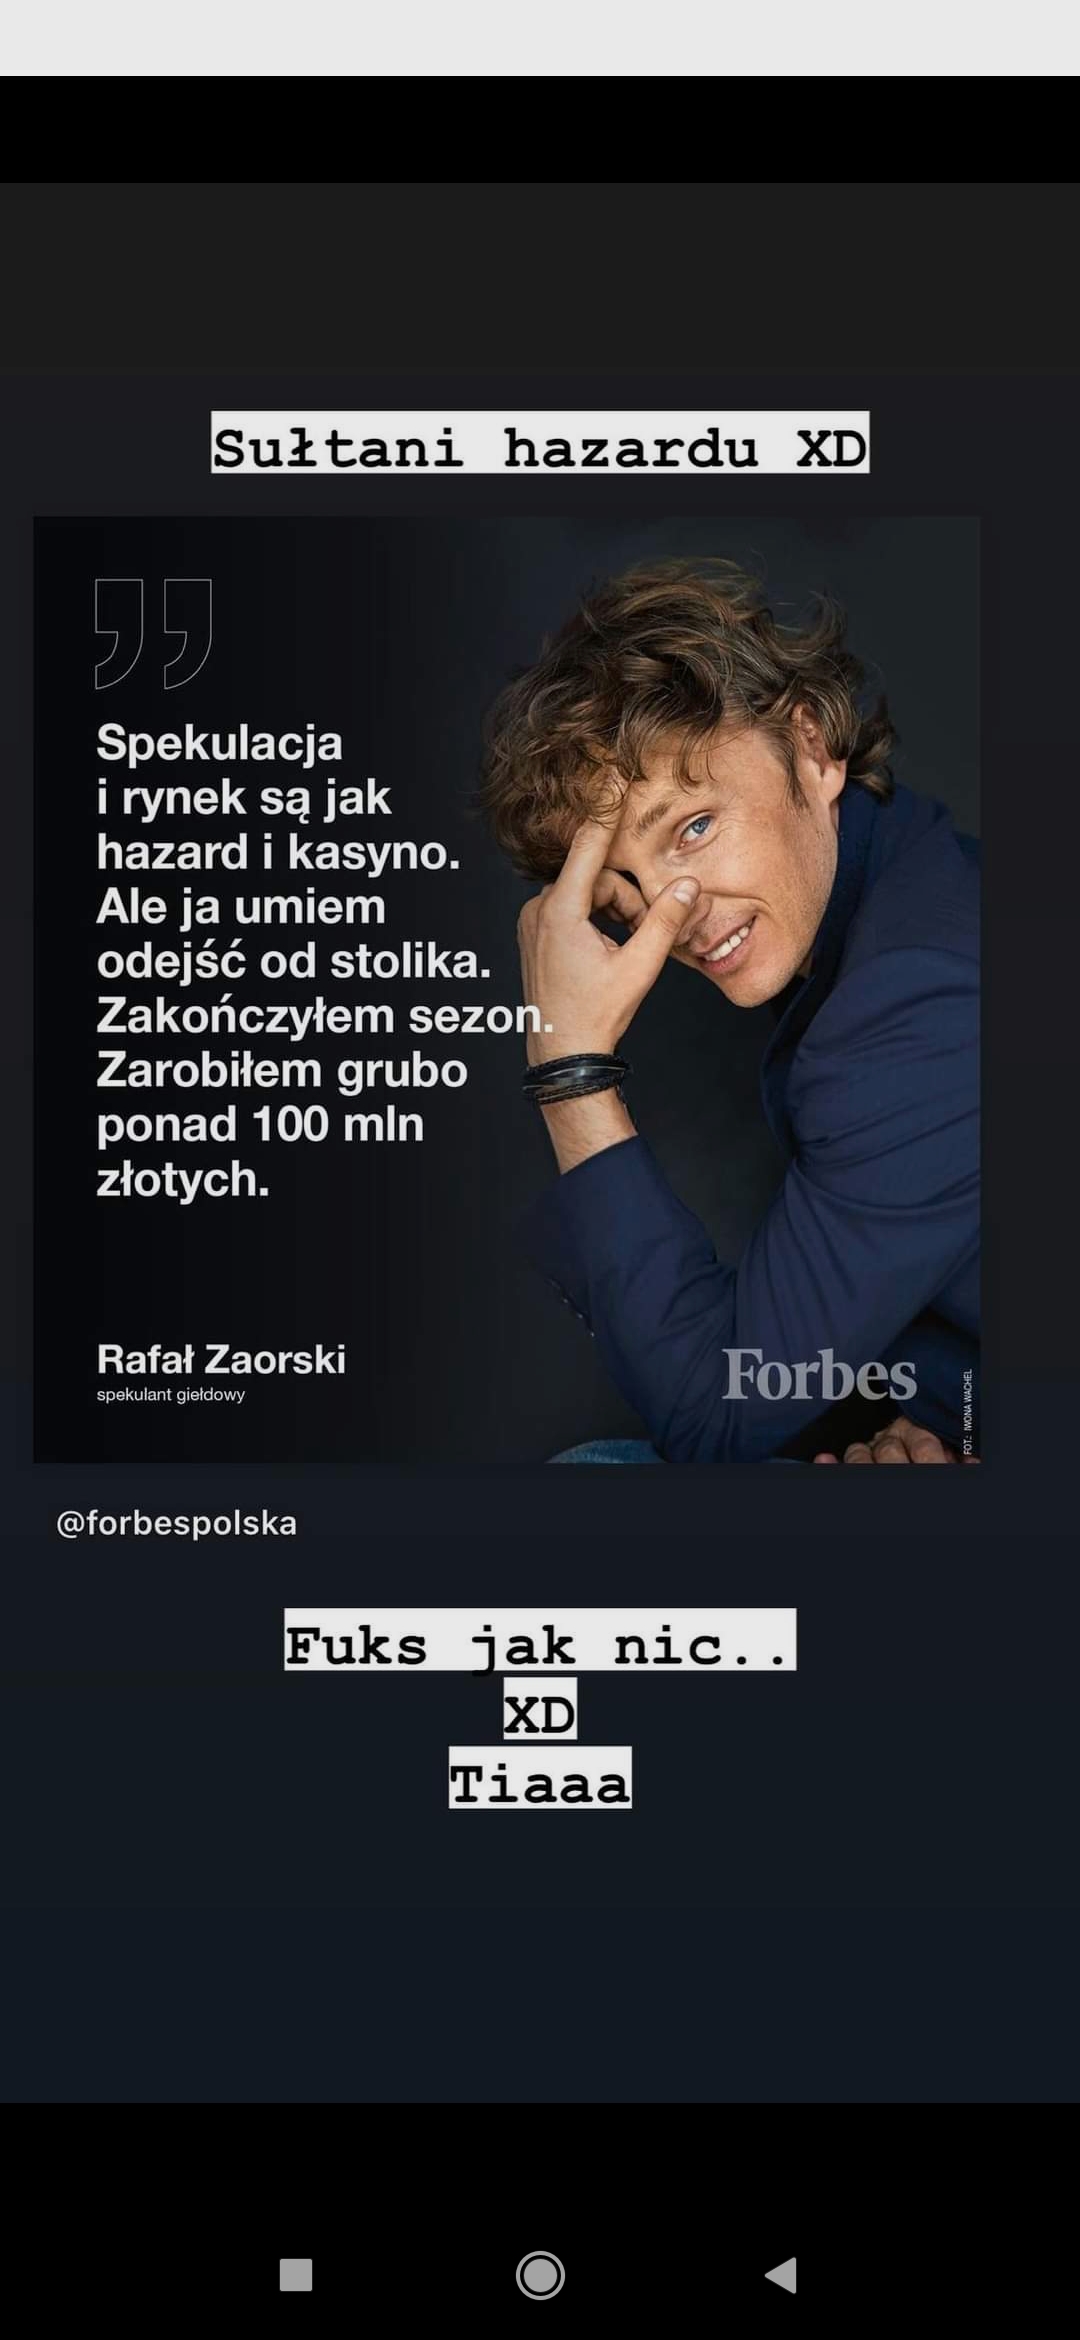 Sułtani hazardu XD
Spekulacja
i rynek są jak
hazard i kasyno.
Ale ja umiem
odejść od stolika.
Zakończyłem sezon.
Zarobiłem grubo
ponad 100 mln
złotych.
Rafał Zaorski
spekulant giełdowy
Forbes
FOT.: IWONA WACHEL
@forbespolska
Fuks jak nic..
XD
Tiaaa